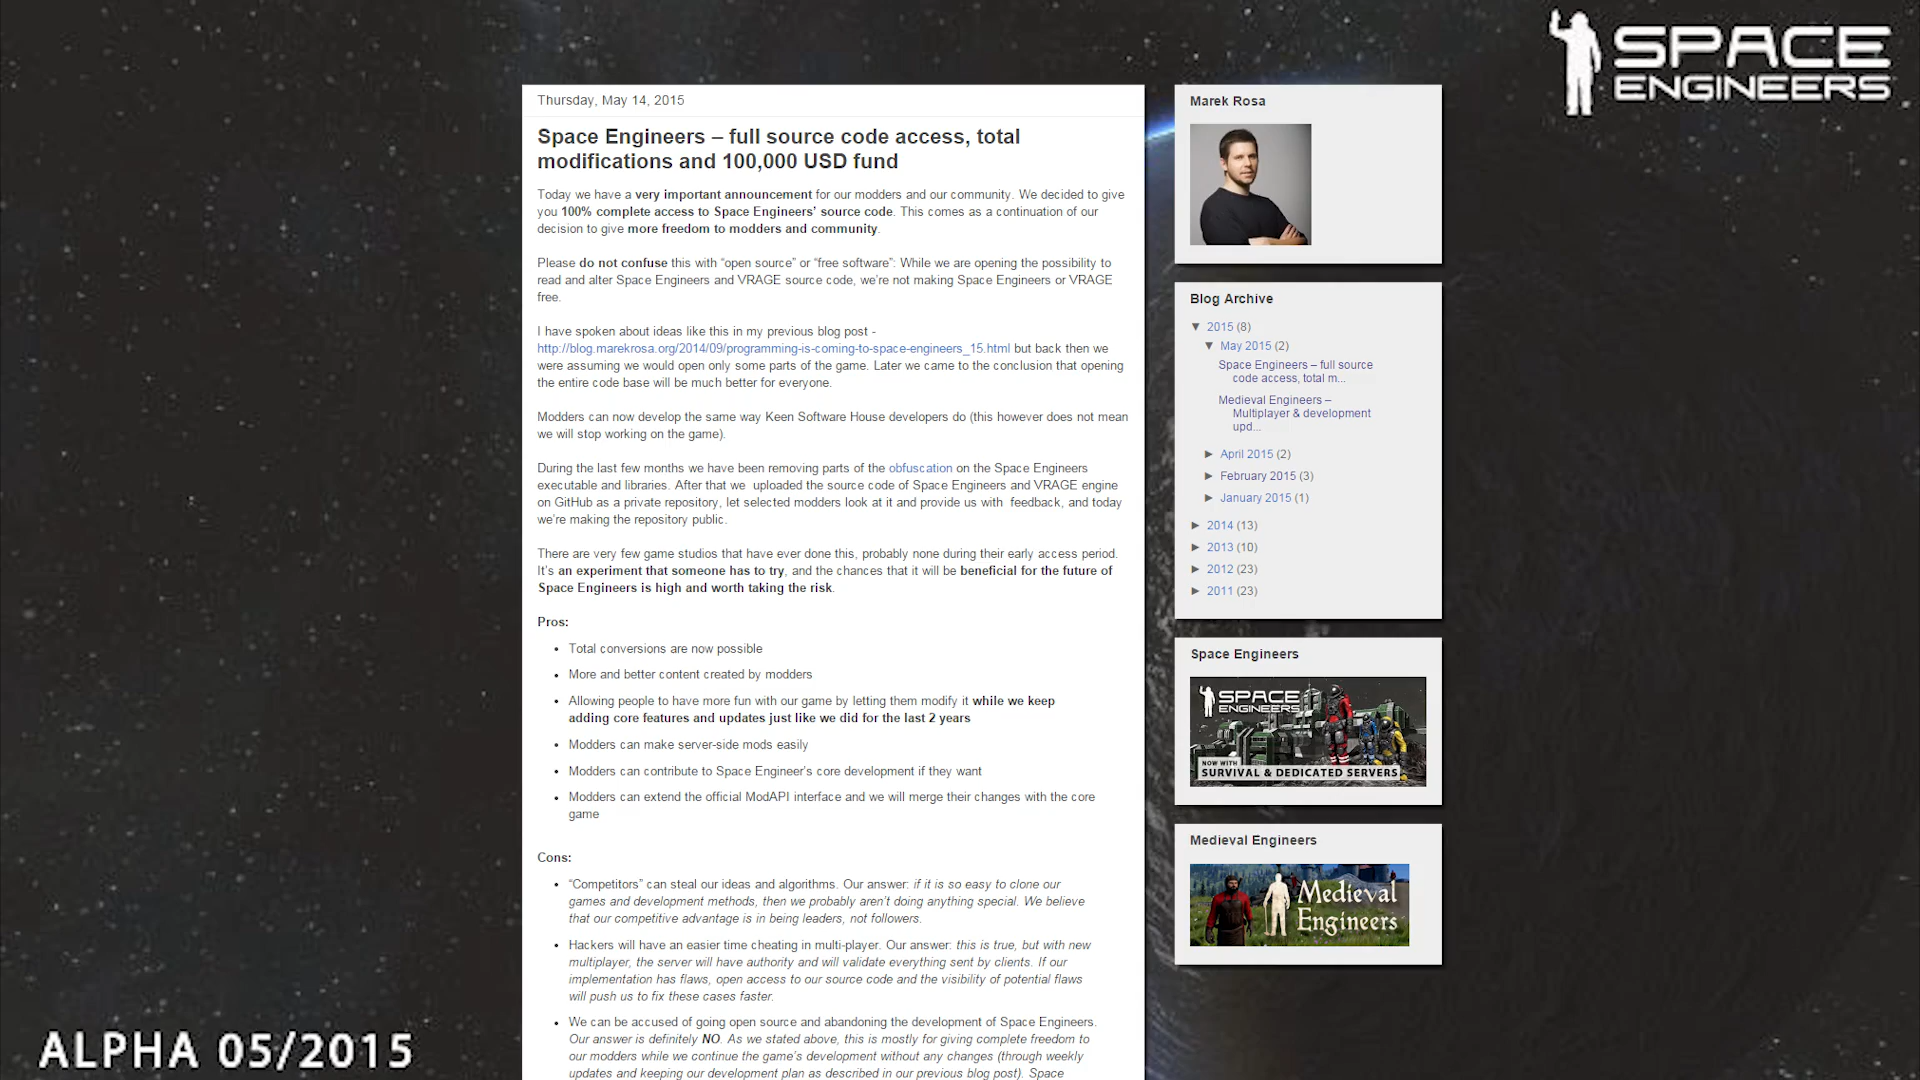 SPACE
ENGINEERS
Thursday, May 14, 2015
Space Engineers – full source code access, total
modifications and 100,000 USD fund
Today we have a very important announcement for our modders and our community. We decided to give
you 100% complete access to Space Engineers’ source code. This comes as a continuation of our
decision to give more freedom to modders and community.
Please do not confuse this with “open source” or “free software”: While we are opening the possibility to
read and alter Space Engineers and VRAGE source code, we’re not making Space Engineers or VRAGE
free.
I have spoken about ideas like this in my previous blog post -
http://blog.marekrosa.org/2014/09/programming-is-coming-to-space-engineers_15.html but back then we
were assuming we would open only some parts of the game. Later we came to the conclusion that opening
the entire code base will be much better for everyone.
Modders can now develop the same way Keen Software House developers do (this however does not mean
we will stop working on the game).
During the last few months we have been removing parts of the obfuscation on the Space Engineers
executable and libraries. After that we uploaded the source code of Space Engineers and VRAGE engine
on GitHub as a private repository, let selected modders look at it and provide us with feedback, and today
we’re making the repository public.
There are very few game studios that have ever done this, probably none during their early access period.
It’s an experiment that someone has to try, and the chances that it will be beneficial for the future of
Space Engineers is high and worth taking the risk.
Pros:
• Total conversions are now possible
• More and better content created by modders
• Allowing people to have more fun with our game by letting them modify it while we keep
adding core features and updates just like we did for the last 2 years
• Modders can make server-side mods easily
• Modders can contribute to Space Engineer’s core development if they want
• Modders can extend the official ModAPI interface and we will merge their changes with the core
game
Cons:
• “Competitors” can steal our ideas and algorithms. Our answer: if it is so easy to clone our
games and development methods, then we probably aren’t doing anything special. We believe
that our competitive advantage is in being leaders, not followers.
• Hackers will have an easier time cheating in multi-player. Our answer: this is true, but with new
multiplayer, the server will have authority and will validate everything sent by clients. If our
implementation has flaws, open access to our source code and the visibility of potential flaws
will push us to fix these cases faster.
• We can be accused of going open source and abandoning the development of Space Engineers.
Our answer is definitely NO. As we stated above, this is mostly for giving complete freedom to
our modders while we continue the game’s development without any changes (through weekly
updates and keeping our development plan as described in our previous blog post). Space
Marek Rosa
Blog Archive
▼ 2015 (8)
▼ May 2015 (2)
Space Engineers – full source
code access, total m...
Medieval Engineers –
Multiplayer & development
upd...
► April 2015 (2)
► February 2015 (3)
► January 2015 (1)
► 2014 (13)
► 2013 (10)
► 2012 (23)
► 2011 (23)
Space Engineers
SPACE
ENGINEERS
NOW WITH
SURVIVAL & DEDICATED SERVERS
Medieval Engineers
Medieval
Engineers
ALPHA 05/2015